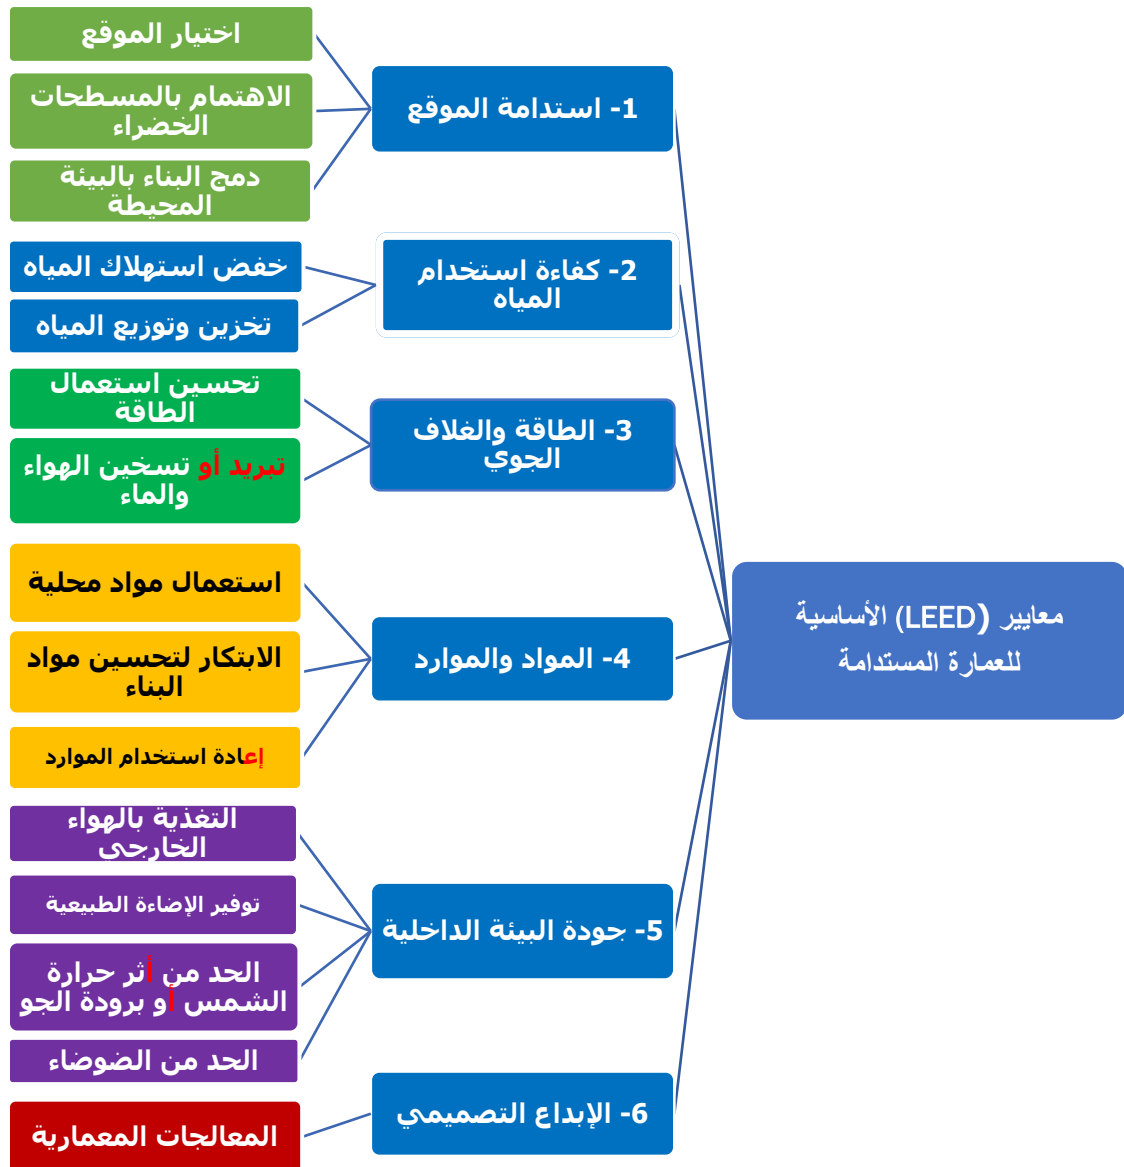 معايير (LEED) الأساسية
للعمارة المستدامة
1- استدامة الموقع
اختيار الموقع
الاهتمام بالمسطحات
الخضراء
دمج البناء بالبيئة
المحيطة
2- كفاءة استخدام
المياه
خفض استهلاك المياه
تخزين وتوزيع المياه
3- الطاقة والغلاف
الجوي
تحسين استعمال
الطاقة
تبريد أو تسخين الهواء
والماء
4- المواد والموارد
استعمال مواد محلية
الابتكار لتحسين مواد
البناء
إعادة استخدام الموارد
5- جودة البيئة الداخلية
التغذية بالهواء
الخارجي
توفير الإضاءة الطبيعية
الحد من أثر حرارة
الشمس أو برودة الجو
الحد من الضوضاء
6- الإبداع التصميمي
المعالجات المعمارية